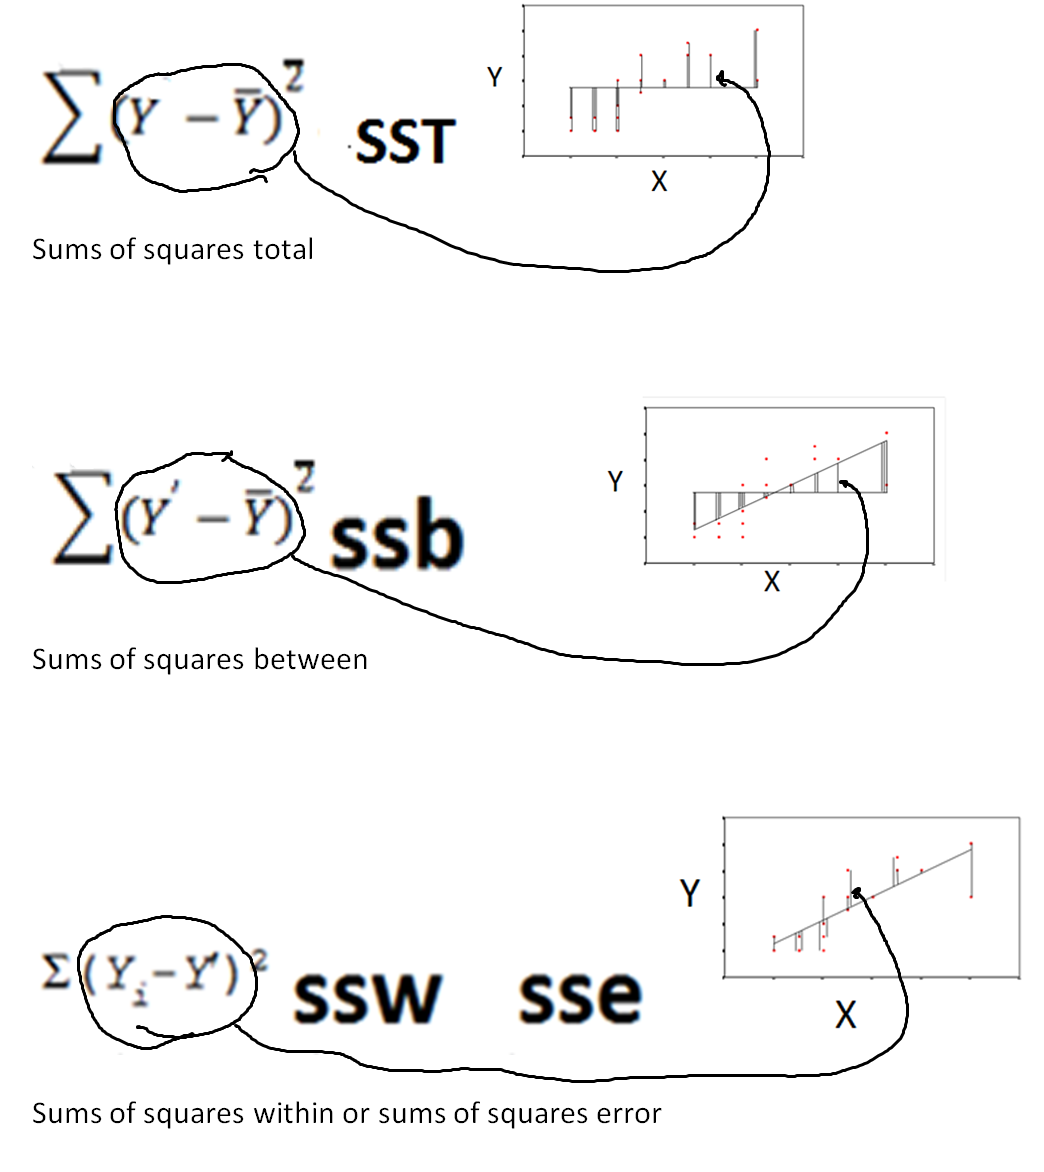 ∑(Y − Ȳ)² SST
Y
X
Sums of squares total
∑(Y′ − Ȳ)² ssb
Y
X
Sums of squares between
Σ(Yᵢ−Y′)² ssw sse
Y
X
Sums of squares within or sums of squares error